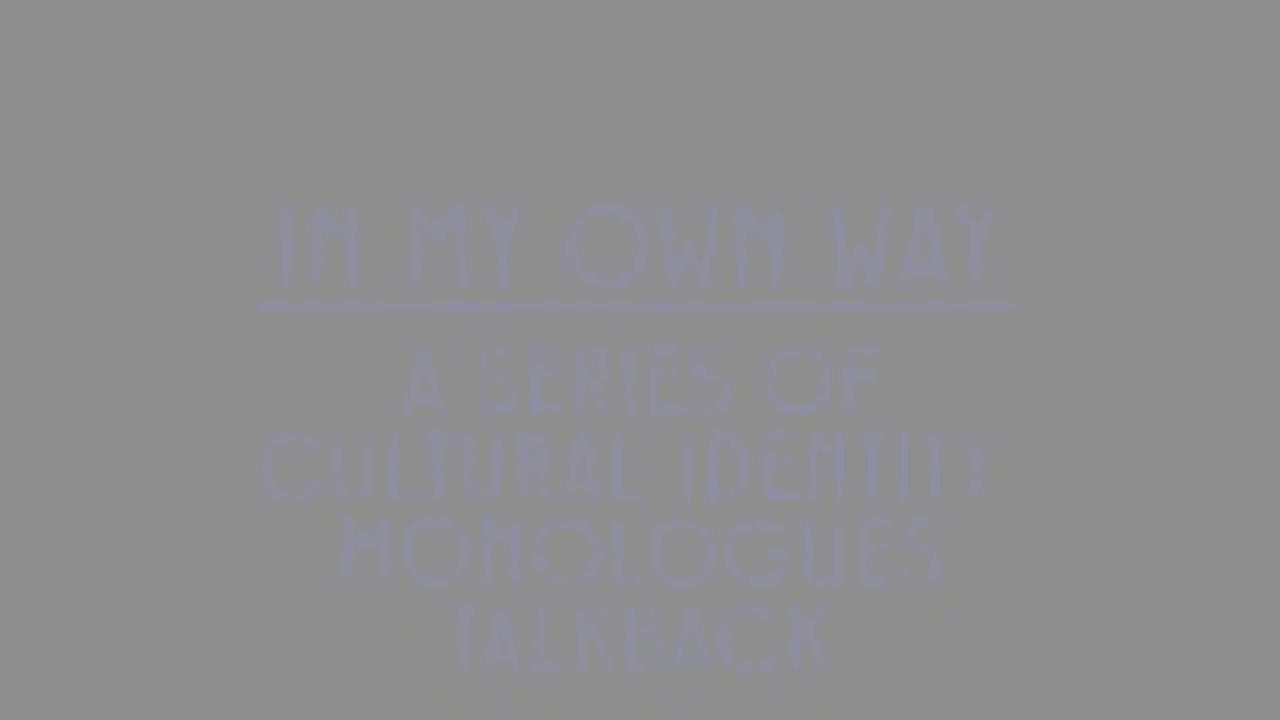 IN MY OWN WAY
A SERIES OF
CULTURAL IDENTITY
MONOLOGUES
TALKBACK